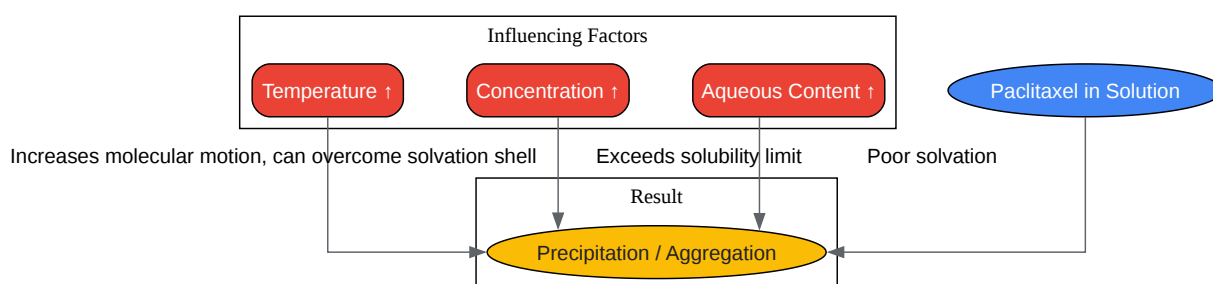 Influencing Factors
Temperature ↑
Concentration ↑
Aqueous Content ↑
Paclitaxel in Solution
Increases molecular motion, can overcome solvation shell
Exceeds solubility limit
Poor solvation
Result
Precipitation / Aggregation